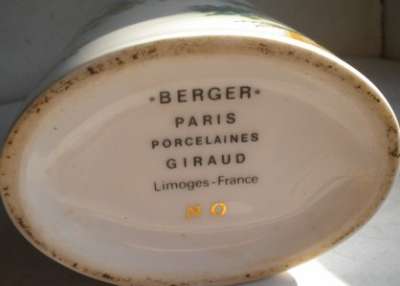 ·BERGER·
PARIS
PORCELAINES
GIRAUD
Limoges-France
N O